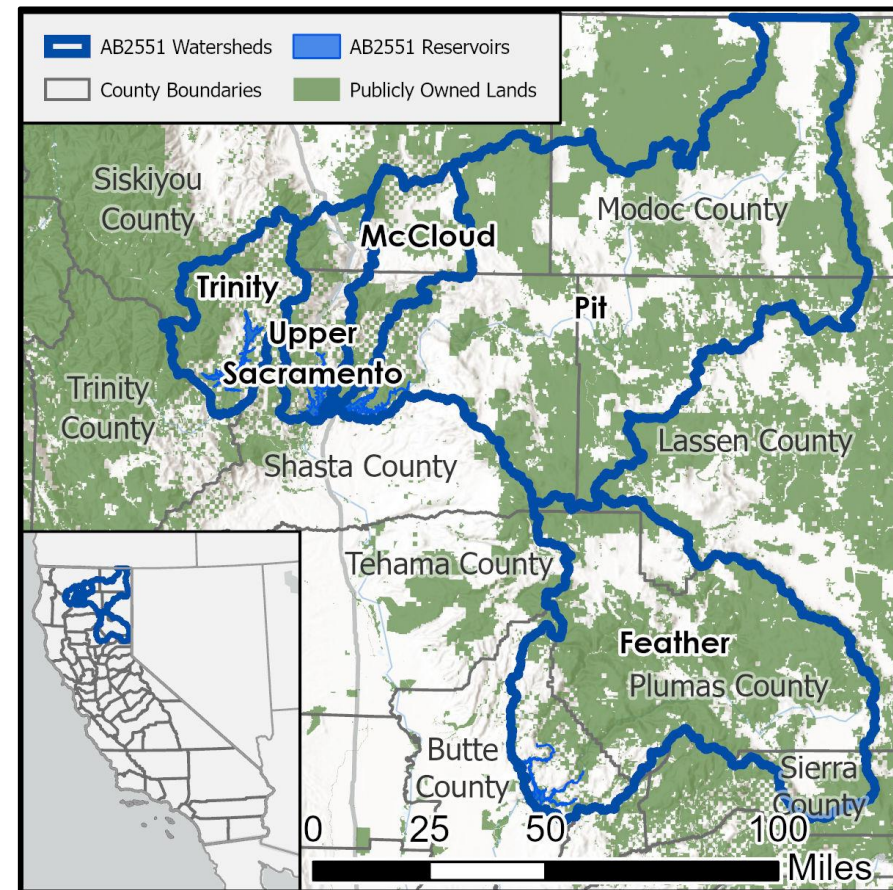 AB2551 Watersheds
AB2551 Reservoirs
County Boundaries
Publicly Owned Lands
Siskiyou
County
Modoc County
McCloud
Trinity
Pit
Upper
Sacramento
Trinity
County
Lassen County
Shasta County
Tehama County
Feather
Plumas County
Butte
County
Sierra
County
0
25
50
100
Miles